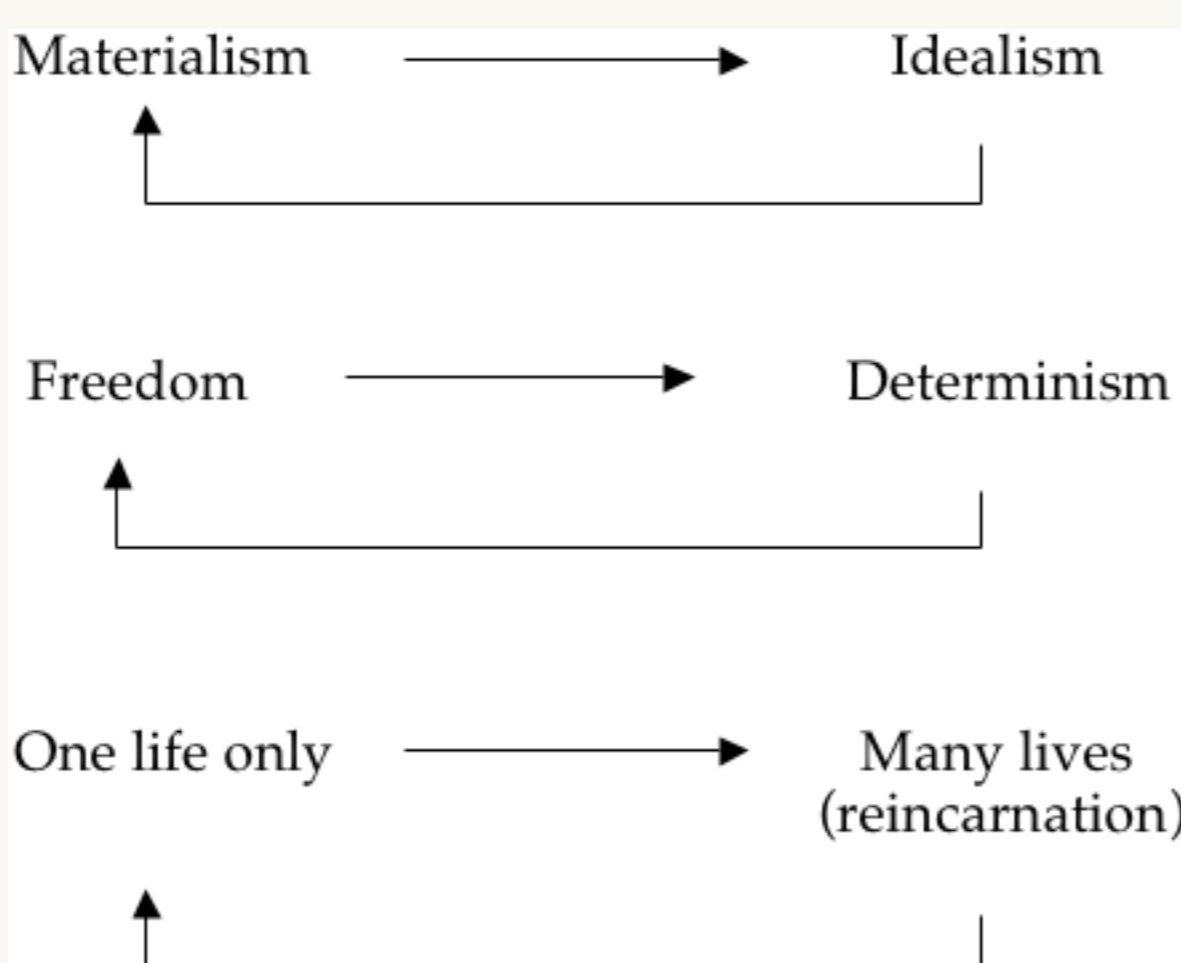 Materialism Idealism
Freedom Determinism
One life only Many lives
(reincarnation)